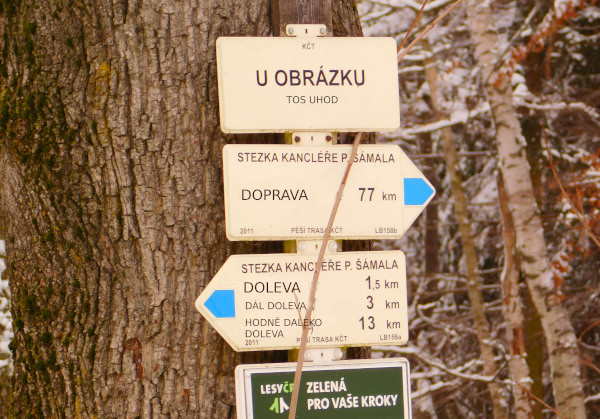 KČT
U OBRÁZKU
TOS UHOD
STEZKA KANCLÉŘE P. ŠÁMALA
DOPRAVA 77 km
2011 PĚŠÍ TRASA KČT LB158b
STEZKA KANCLÉŘE P. ŠÁMALA
DOLEVA 1,5 km
DÁL DOLEVA 3 km
HODNĚ DALEKO DOLEVA 13 km
2011 PĚŠÍ TRASA KČT LB158a
LESYČR ZELENÁ
PRO VAŠE KROKY